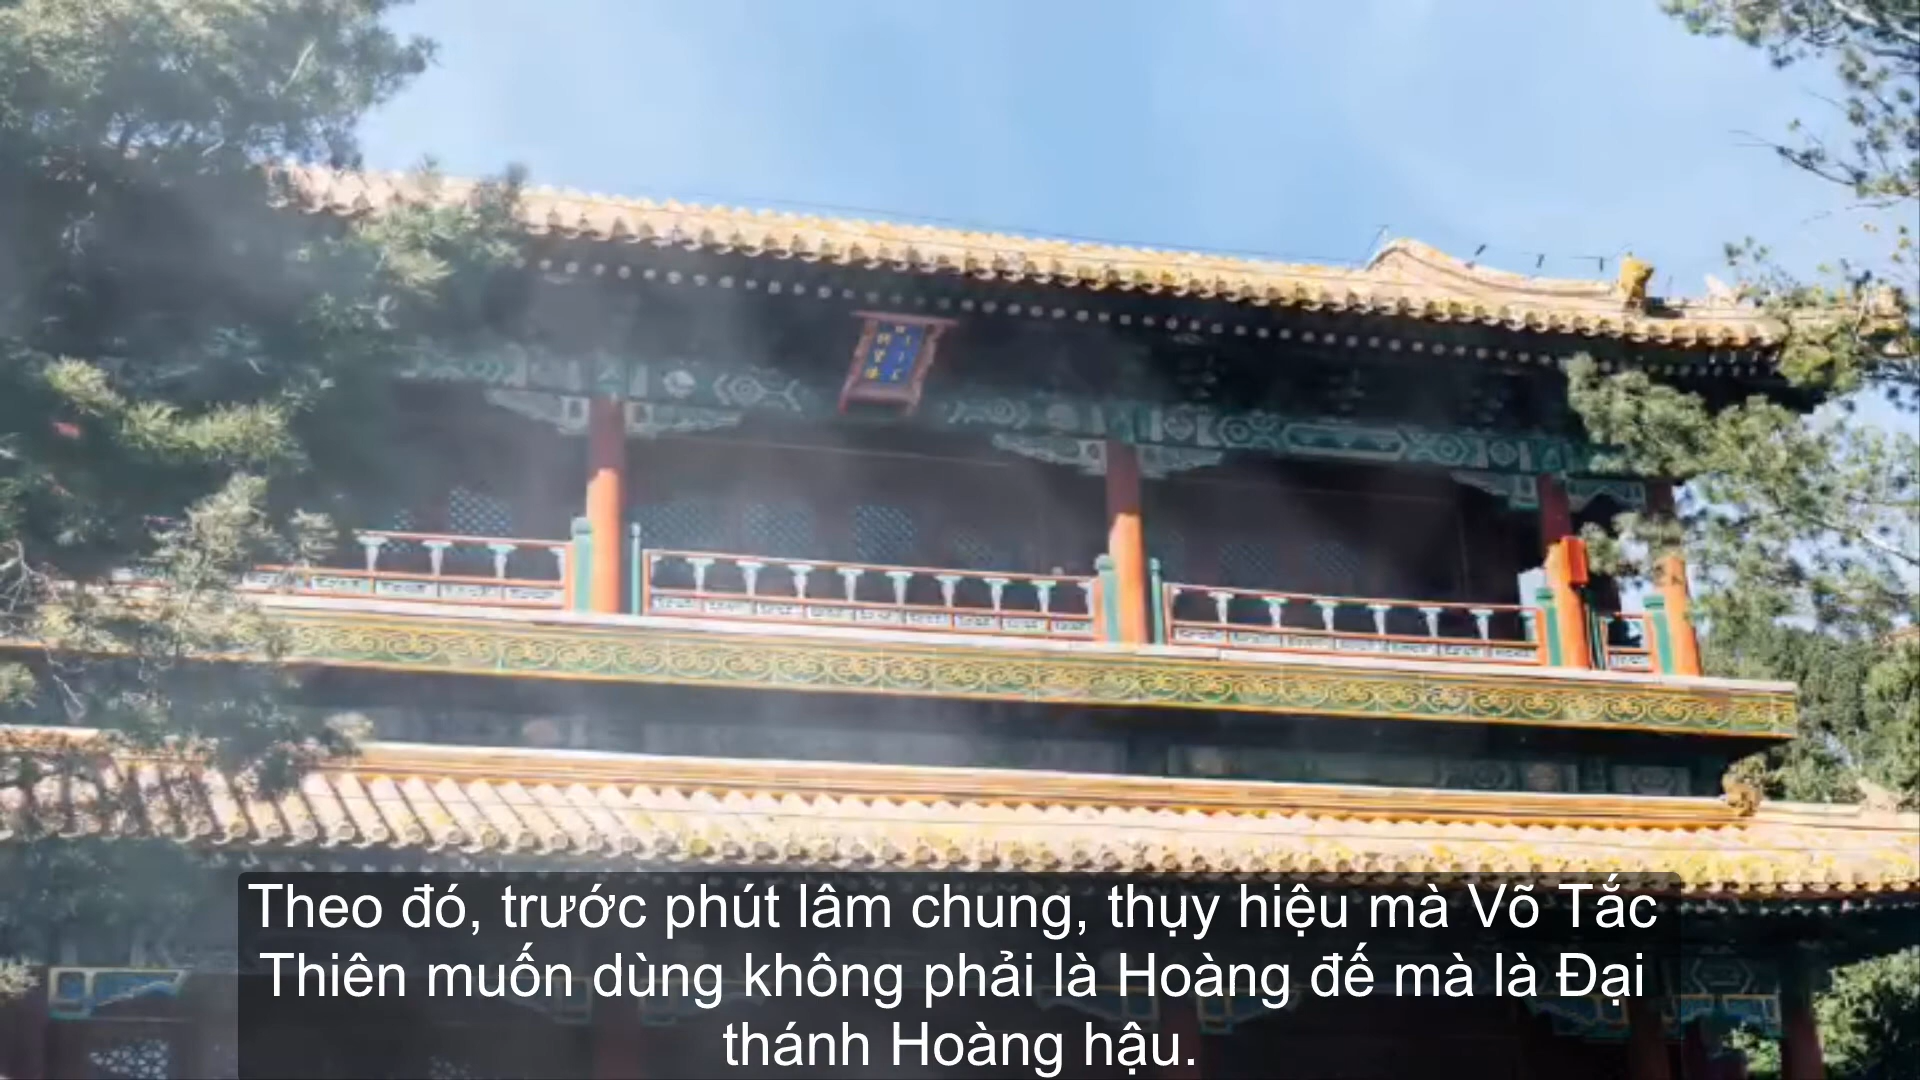 Theo đó, trước phút lâm chung, thụy hiệu mà Võ Tắc
Thiên muốn dùng không phải là Hoàng đế mà là Đại
thánh Hoàng hậu.